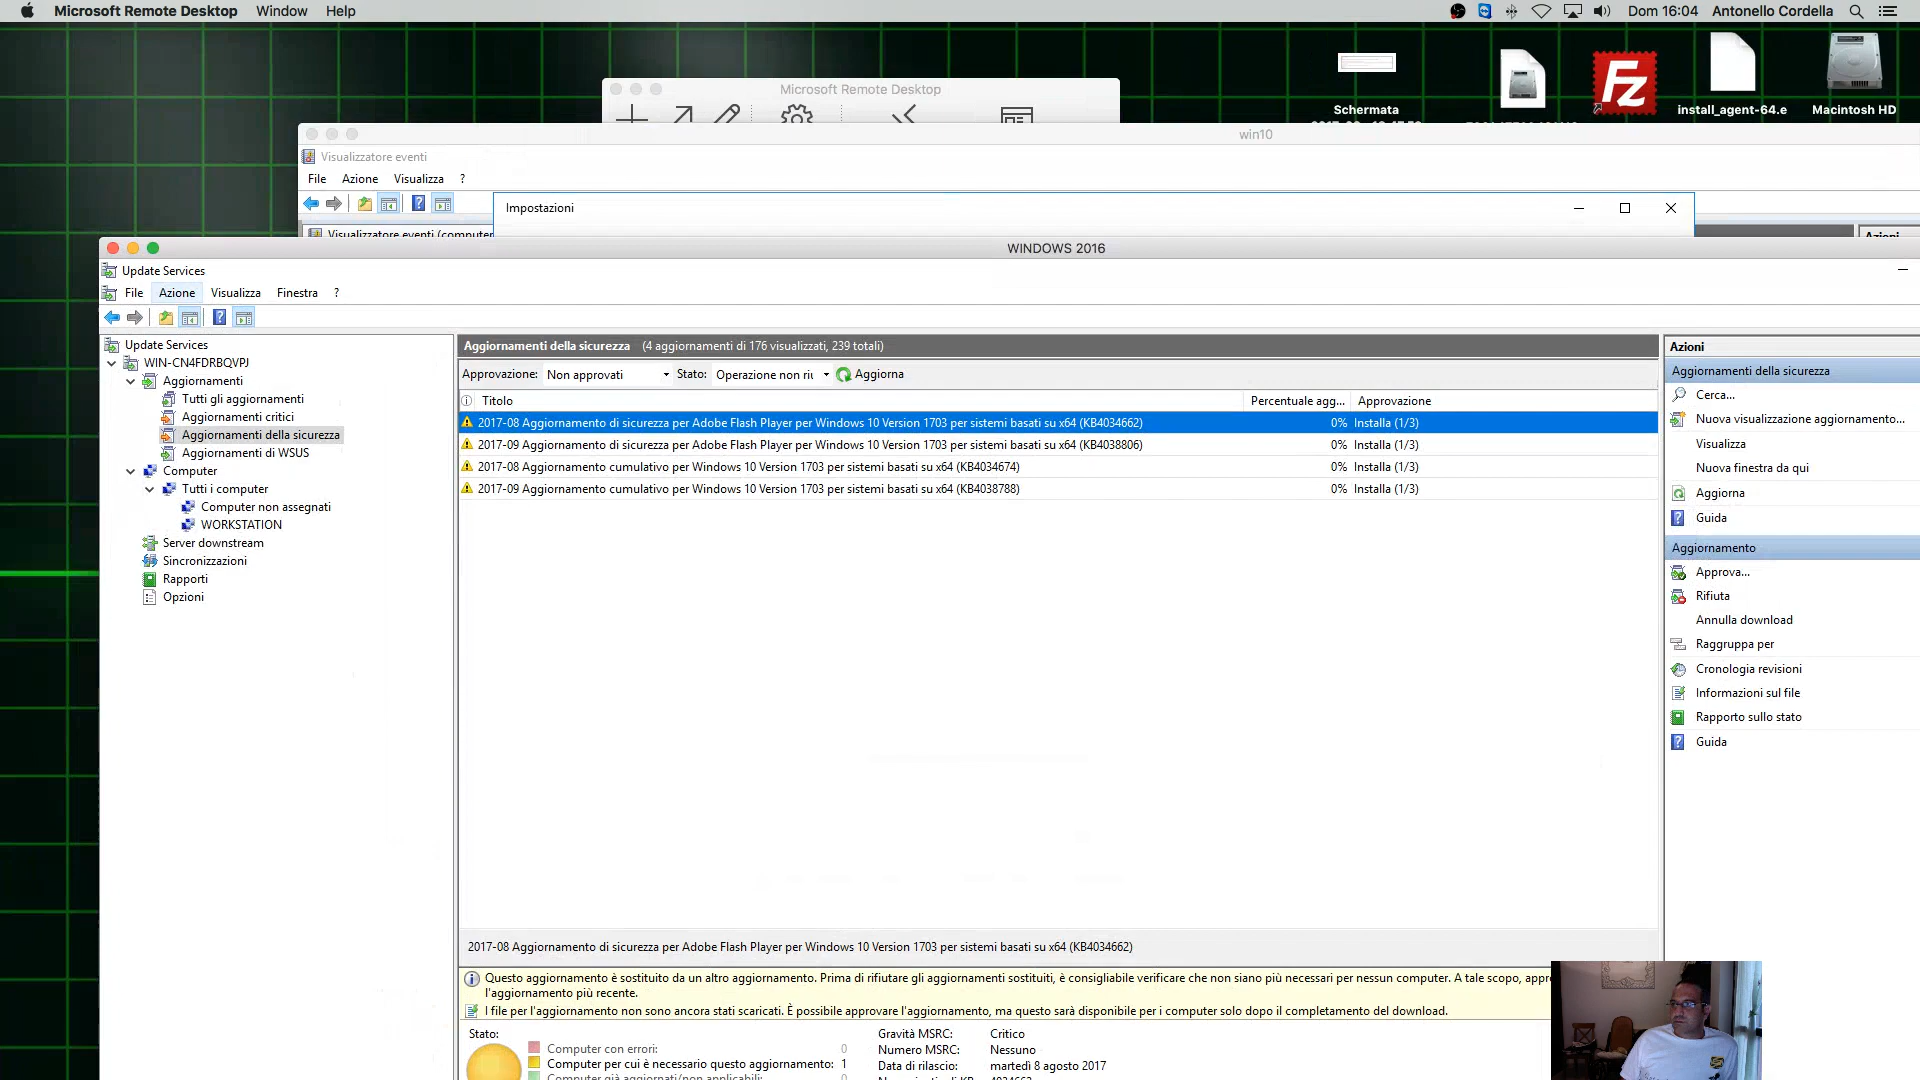 Microsoft Remote Desktop Window Help
Dom 16:04 Antonello Cordella
Microsoft Remote Desktop
Schermata
install_agent-64.e
Macintosh HD
win10
Visualizzatore eventi
File Azione Visualizza ?
Impostazioni
Visualizzatore eventi (computer
Azioni
WINDOWS 2016
Update Services
File Azione Visualizza Finestra ?
Update Services
WIN-CN4FDRBQVPJ
Aggiornamenti
Tutti gli aggiornamenti
Aggiornamenti critici
Aggiornamenti della sicurezza
Aggiornamenti di WSUS
Computer
Tutti i computer
Computer non assegnati
WORKSTATION
Server downstream
Sincronizzazioni
Rapporti
Opzioni
Aggiornamenti della sicurezza (4 aggiornamenti di 176 visualizzati, 239 totali)
Approvazione: Non approvati Stato: Operazione non riu Aggiorna
Titolo Percentuale agg... Approvazione
2017-08 Aggiornamento di sicurezza per Adobe Flash Player per Windows 10 Version 1703 per sistemi basati su x64 (KB4034662) 0% Installa (1/3)
2017-09 Aggiornamento di sicurezza per Adobe Flash Player per Windows 10 Version 1703 per sistemi basati su x64 (KB4038806) 0% Installa (1/3)
2017-08 Aggiornamento cumulativo per Windows 10 Version 1703 per sistemi basati su x64 (KB4034674) 0% Installa (1/3)
2017-09 Aggiornamento cumulativo per Windows 10 Version 1703 per sistemi basati su x64 (KB4038788) 0% Installa (1/3)
2017-08 Aggiornamento di sicurezza per Adobe Flash Player per Windows 10 Version 1703 per sistemi basati su x64 (KB4034662)
Questo aggiornamento è sostituito da un altro aggiornamento. Prima di rifiutare gli aggiornamenti sostituiti, è consigliabile verificare che non siano più necessari per nessun computer. A tale scopo, appr
l'aggiornamento più recente.
I file per l'aggiornamento non sono ancora stati scaricati. È possibile approvare l'aggiornamento, ma questo sarà disponibile per i computer solo dopo il completamento del download.
Stato:
Computer con errori: 0
Computer per cui è necessario questo aggiornamento: 1
Computer già aggiornati/non applicabili: 0
Gravità MSRC: Critico
Numero MSRC: Nessuno
Data di rilascio: martedì 8 agosto 2017
Azioni
Aggiornamenti della sicurezza
Cerca...
Nuova visualizzazione aggiornamento...
Visualizza
Nuova finestra da qui
Aggiorna
Guida
Aggiornamento
Approva...
Rifiuta
Annulla download
Raggruppa per
Cronologia revisioni
Informazioni sul file
Rapporto sullo stato
Guida